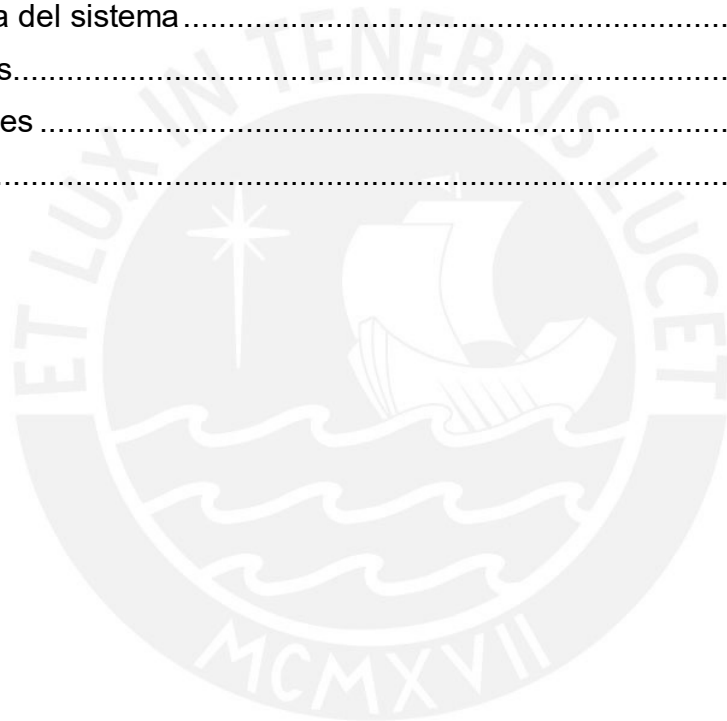 a del sistema ........................................................................
s........................................................................................
es .....................................................................................
.........................................................................................
ET LUX IN TENEBRIS LUCET
MCMXVII